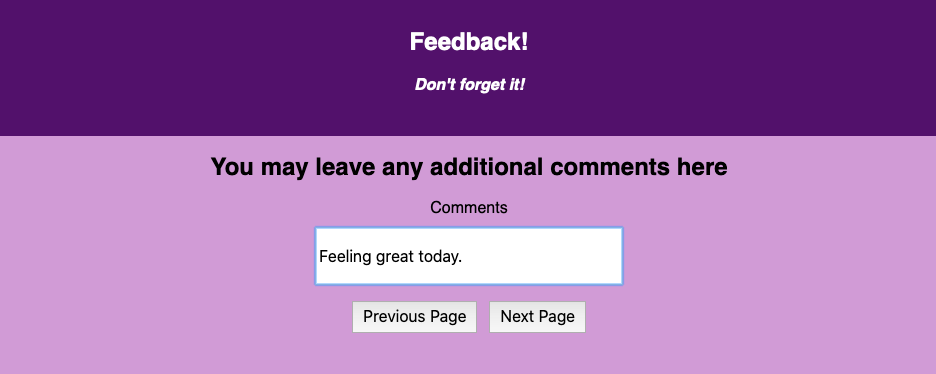 Feedback!
Don't forget it!
You may leave any additional comments here
Comments
Feeling great today.
Previous Page Next Page